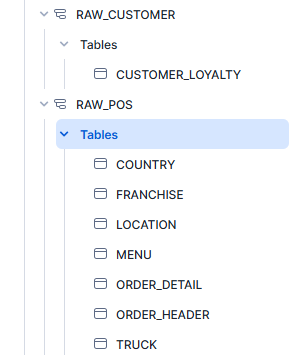 RAW_CUSTOMER
Tables
CUSTOMER_LOYALTY
RAW_POS
Tables
COUNTRY
FRANCHISE
LOCATION
MENU
ORDER_DETAIL
ORDER_HEADER
TRUCK